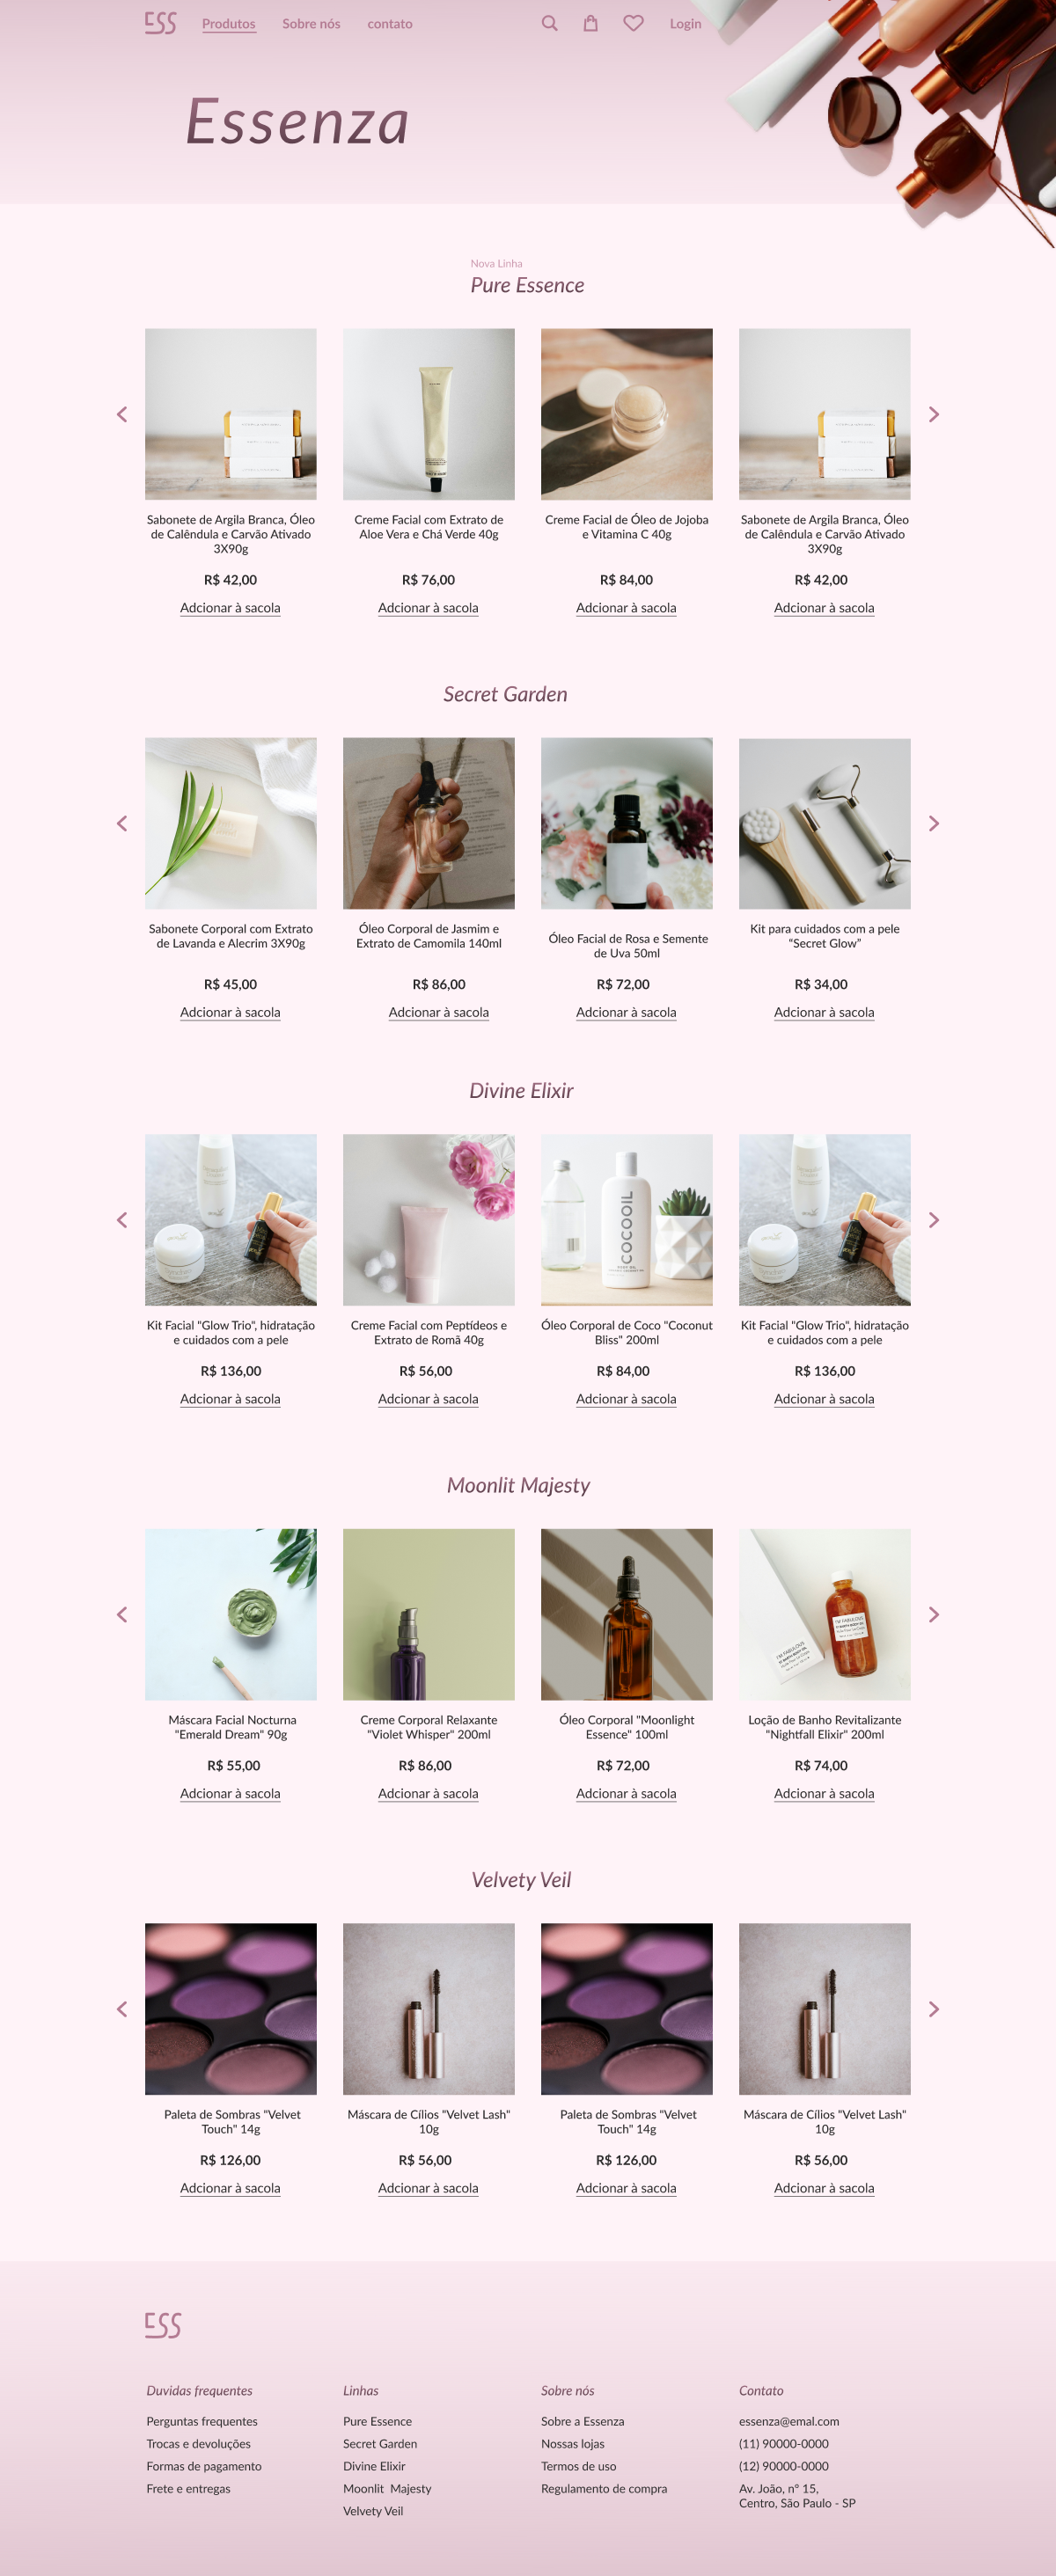 ESS
Produtos
Sobre nós
contato
Login
Essenza
Nova Linha
Pure Essence
Sabonete de Argila Branca, Óleo
de Calêndula e Carvão Ativado
3X90g
R$ 42,00
Adcionar à sacola
Creme Facial com Extrato de
Aloe Vera e Chá Verde 40g
R$ 76,00
Adcionar à sacola
Creme Facial de Óleo de Jojoba
e Vitamina C 40g
R$ 84,00
Adcionar à sacola
Sabonete de Argila Branca, Óleo
de Calêndula e Carvão Ativado
3X90g
R$ 42,00
Adcionar à sacola
Secret Garden
Sabonete Corporal com Extrato
de Lavanda e Alecrim 3X90g
R$ 45,00
Adcionar à sacola
Óleo Corporal de Jasmim e
Extrato de Camomila 140ml
R$ 86,00
Adcionar à sacola
Óleo Facial de Rosa e Semente
de Uva 50ml
R$ 72,00
Adcionar à sacola
Kit para cuidados com a pele
“Secret Glow”
R$ 34,00
Adcionar à sacola
Divine Elixir
Kit Facial "Glow Trio", hidratação
e cuidados com a pele
R$ 136,00
Adcionar à sacola
Creme Facial com Peptídeos e
Extrato de Romã 40g
R$ 56,00
Adcionar à sacola
COCOOIL
Óleo Corporal de Coco "Coconut
Bliss" 200ml
R$ 84,00
Adcionar à sacola
Kit Facial "Glow Trio", hidratação
e cuidados com a pele
R$ 136,00
Adcionar à sacola
Moonlit Majesty
Máscara Facial Nocturna
"Emerald Dream" 90g
R$ 55,00
Adcionar à sacola
Creme Corporal Relaxante
"Violet Whisper" 200ml
R$ 86,00
Adcionar à sacola
Óleo Corporal "Moonlight
Essence" 100ml
R$ 72,00
Adcionar à sacola
I'M FABULOUS
I'M FABULOUS
Loção de Banho Revitalizante
"Nightfall Elixir" 200ml
R$ 74,00
Adcionar à sacola
Velvety Veil
Paleta de Sombras "Velvet
Touch" 14g
R$ 126,00
Adcionar à sacola
Máscara de Cílios "Velvet Lash"
10g
R$ 56,00
Adcionar à sacola
Paleta de Sombras "Velvet
Touch" 14g
R$ 126,00
Adcionar à sacola
Máscara de Cílios "Velvet Lash"
10g
R$ 56,00
Adcionar à sacola
ESS
Duvidas frequentes
Perguntas frequentes
Trocas e devoluções
Formas de pagamento
Frete e entregas
Linhas
Pure Essence
Secret Garden
Divine Elixir
Moonlit Majesty
Velvety Veil
Sobre nós
Sobre a Essenza
Nossas lojas
Termos de uso
Regulamento de compra
Contato
essenza@emal.com
(11) 90000-0000
(12) 90000-0000
Av. João, n° 15,
Centro, São Paulo - SP